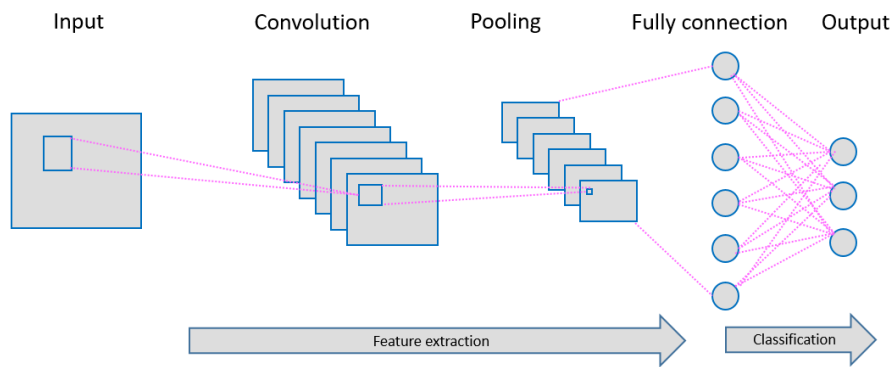 Input
Convolution
Pooling
Fully connection
Output
Feature extraction
Classification